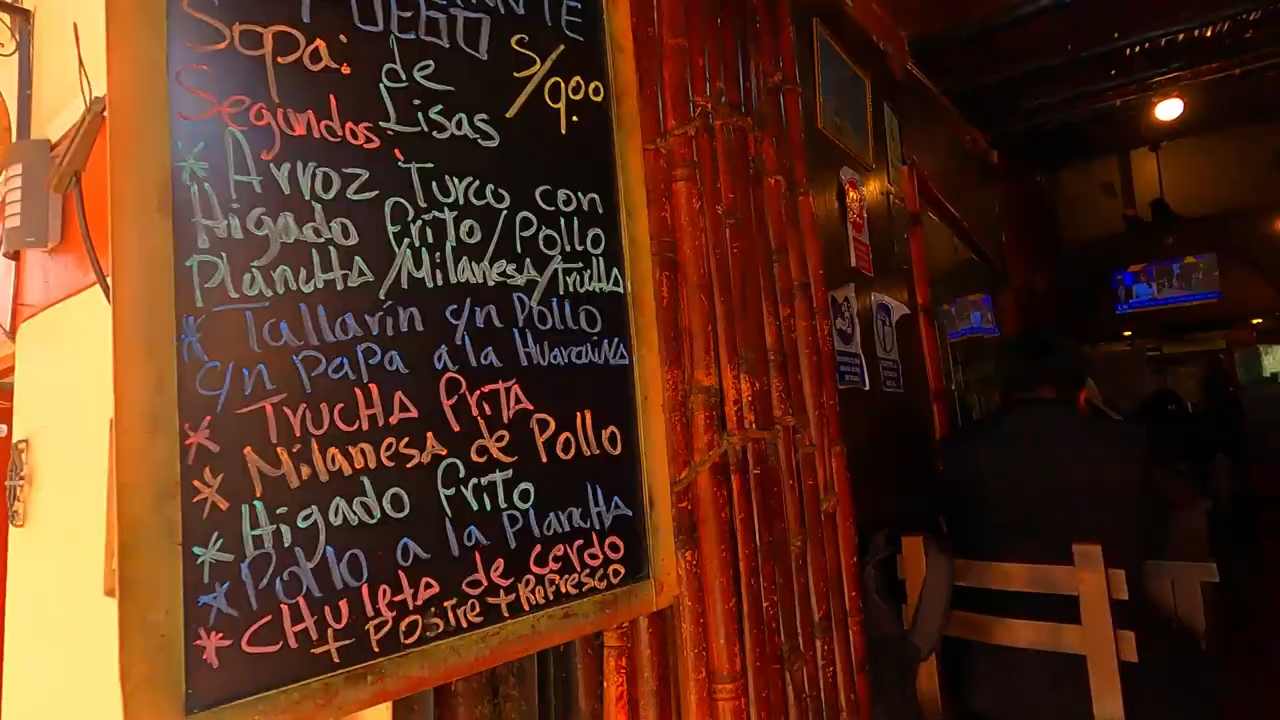 Sopa: de S/9.00
Segundos: Lisas
* Arroz Turco con
Higado frito/Pollo
PlancHA/MilanesA/TrucHA
* Tallarin c/n Pollo
c/n PaPa a la HuancaiNA
* TRUCHA fRiTA
* MilanesA de Pollo
* Higado frito
* Pollo a la PlancHA
* CHuletA de Cerdo
+ POSTRE + REFRESCO